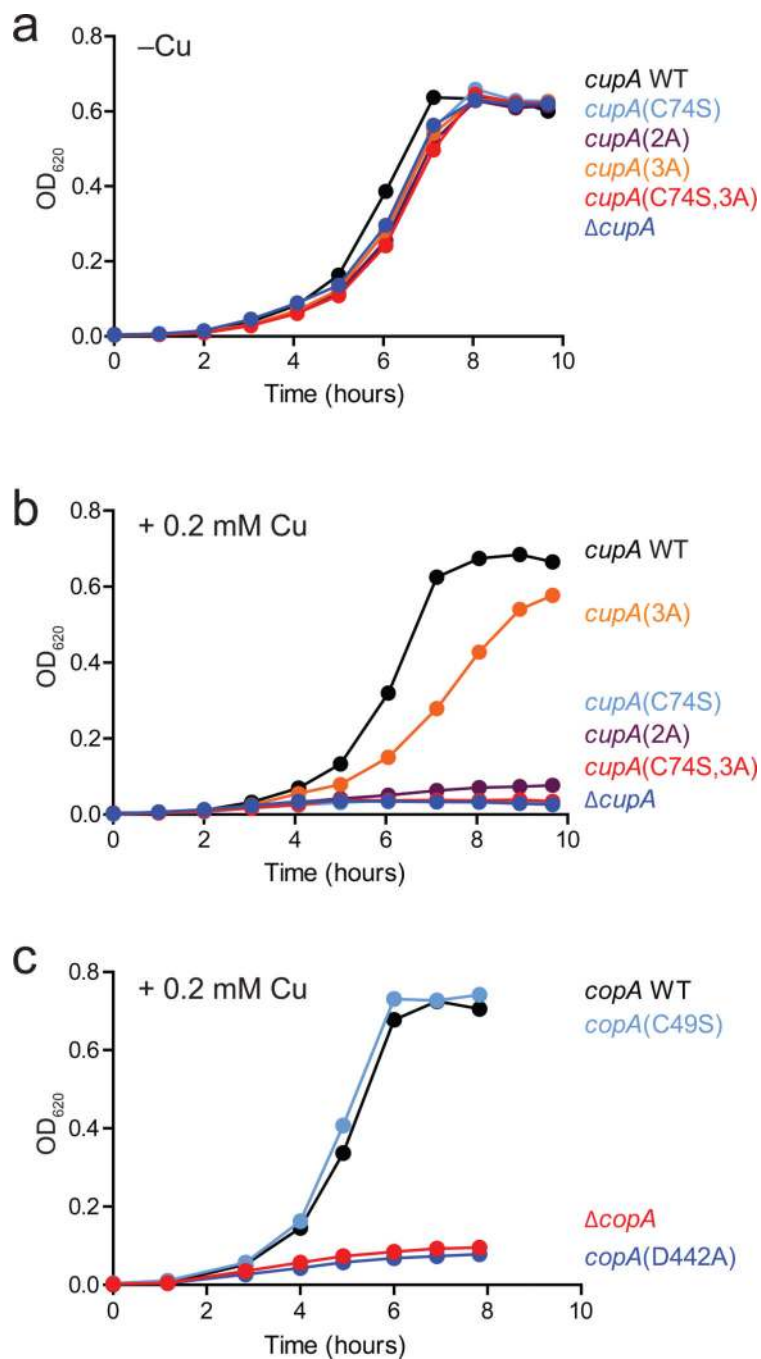 a
–Cu
0.8
0.6
0.4
0.2
0.0
OD620
0
2
4
6
8
10
Time (hours)
cupA WT
cupA(C74S)
cupA(2A)
cupA(3A)
cupA(C74S,3A)
ΔcupA
b
+ 0.2 mM Cu
0.8
0.6
0.4
0.2
0.0
OD620
0
2
4
6
8
10
Time (hours)
cupA WT
cupA(3A)
cupA(C74S)
cupA(2A)
cupA(C74S,3A)
ΔcupA
c
+ 0.2 mM Cu
0.8
0.6
0.4
0.2
0.0
OD620
0
2
4
6
8
10
Time (hours)
copA WT
copA(C49S)
ΔcopA
copA(D442A)